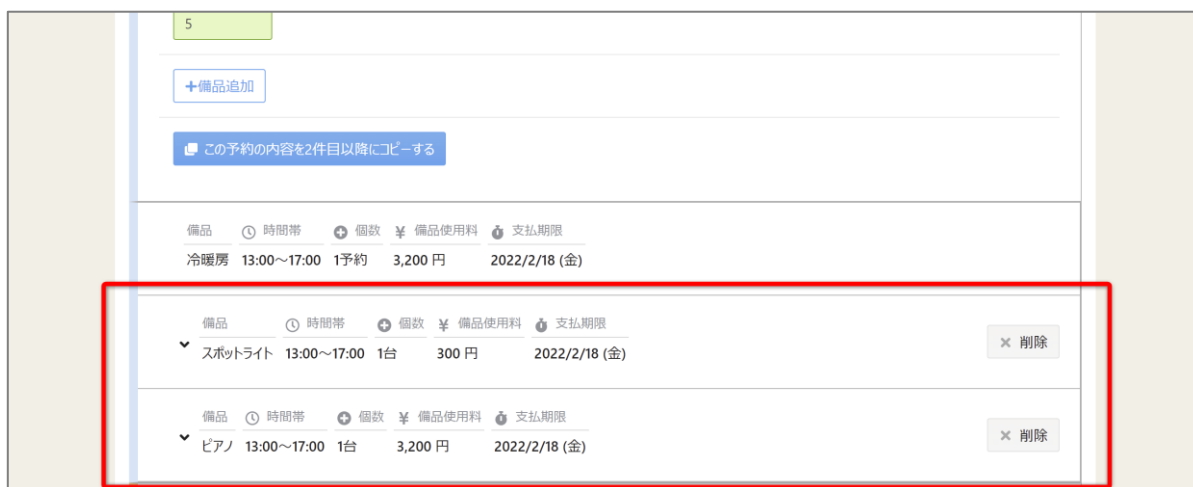 5
+備品追加
この予約の内容を2件目以降にコピーする
備品 時間帯 個数 ¥ 備品使用料 支払期限
冷暖房 13:00～17:00 1予約 3,200 円 2022/2/18 (金)
備品 時間帯 個数 ¥ 備品使用料 支払期限
スポットライト 13:00～17:00 1台 300 円 2022/2/18 (金)
× 削除
備品 時間帯 個数 ¥ 備品使用料 支払期限
ピアノ 13:00～17:00 1台 3,200 円 2022/2/18 (金)
× 削除